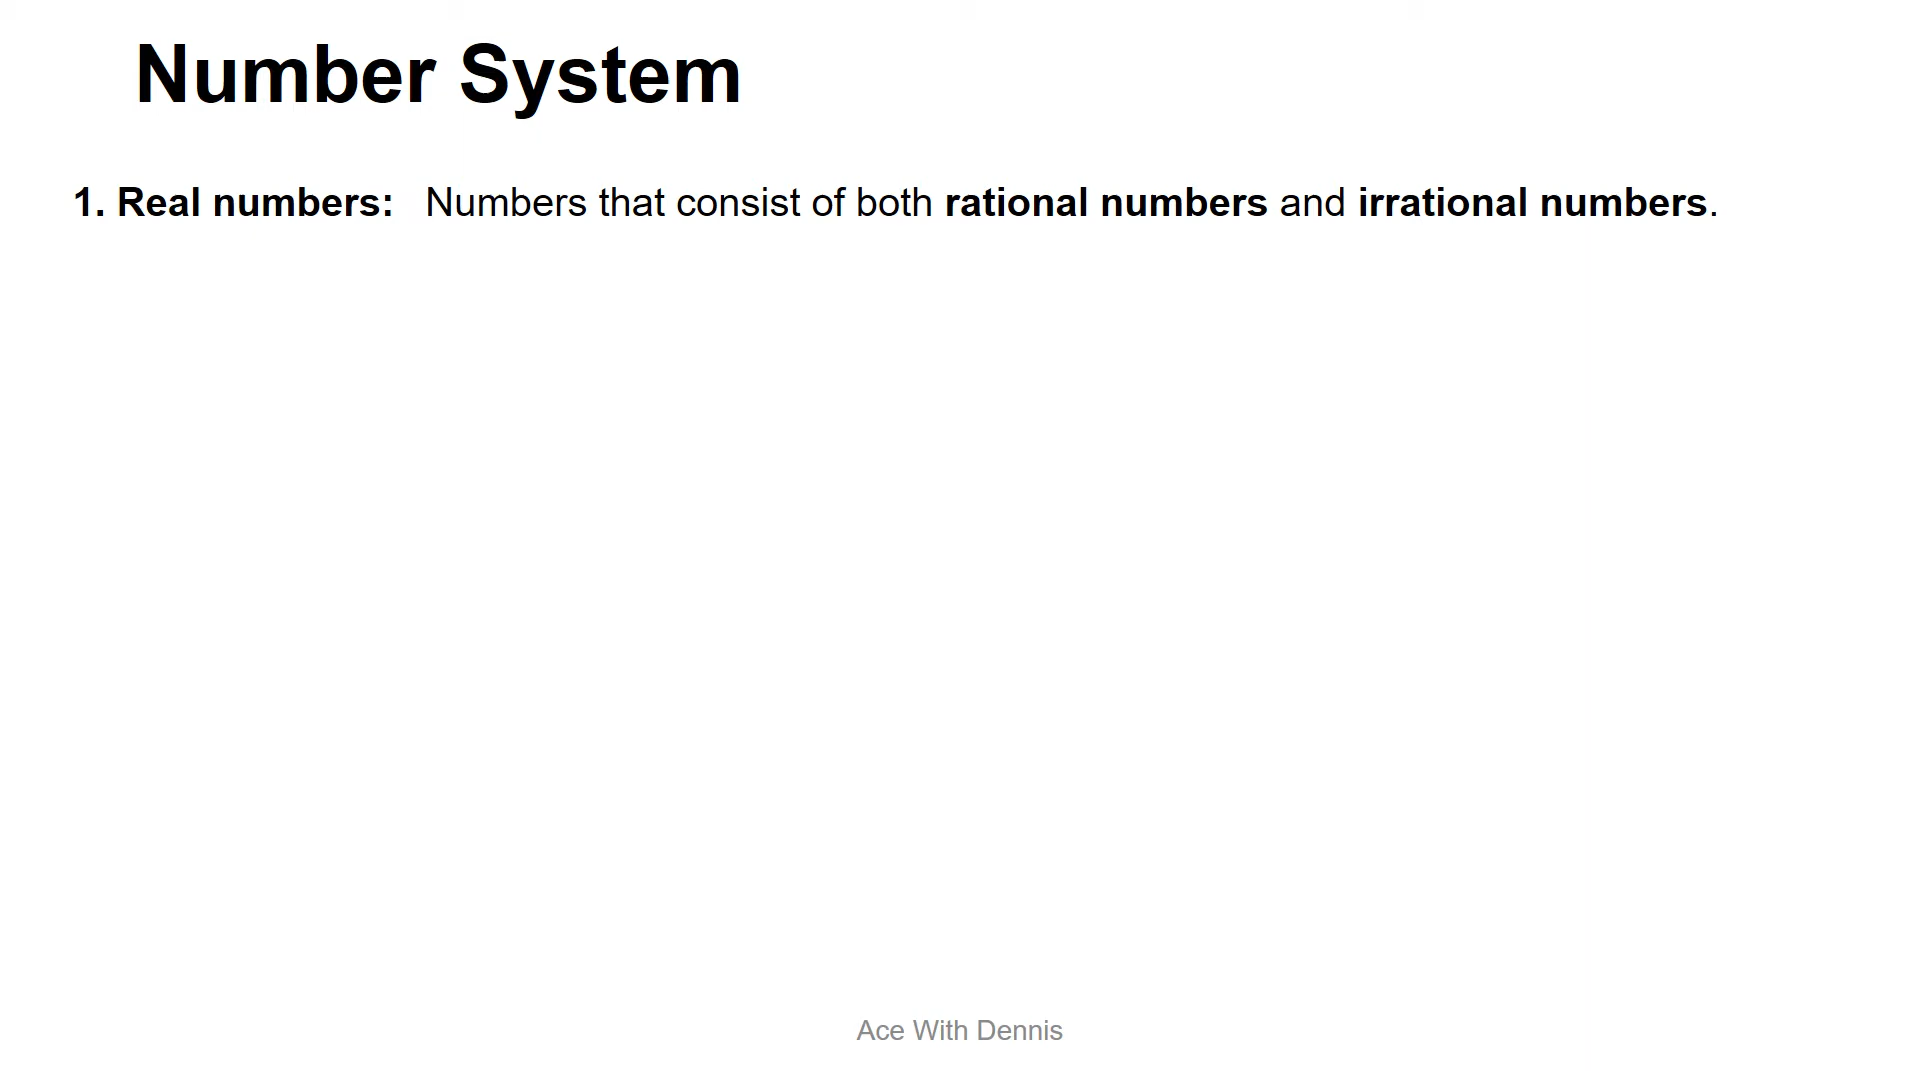 Number System
1. Real numbers: Numbers that consist of both rational numbers and irrational numbers.
Ace With Dennis